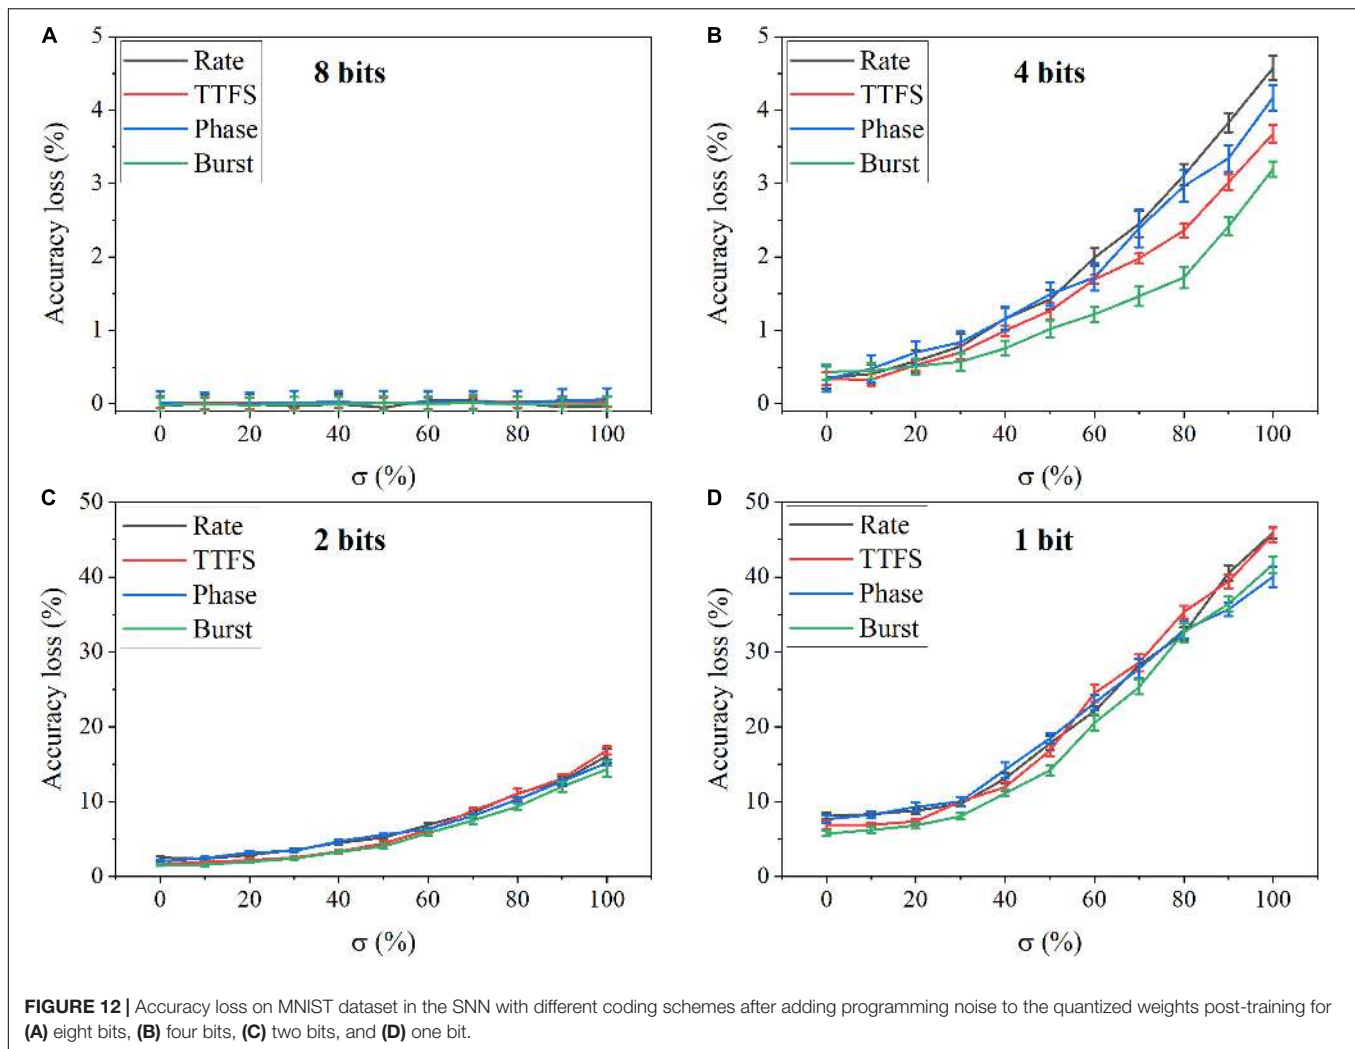 A
8 bits
Rate
TTFS
Phase
Burst
Accuracy loss (%)
5
4
3
2
1
0
0 20 40 60 80 100
σ (%)
B
4 bits
Rate
TTFS
Phase
Burst
Accuracy loss (%)
5
4
3
2
1
0
0 20 40 60 80 100
σ (%)
C
2 bits
Rate
TTFS
Phase
Burst
Accuracy loss (%)
50
40
30
20
10
0
0 20 40 60 80 100
σ (%)
D
1 bit
Rate
TTFS
Phase
Burst
Accuracy loss (%)
50
40
30
20
10
0
0 20 40 60 80 100
σ (%)
FIGURE 12 | Accuracy loss on MNIST dataset in the SNN with different coding schemes after adding programming noise to the quantized weights post-training for
(A) eight bits, (B) four bits, (C) two bits, and (D) one bit.